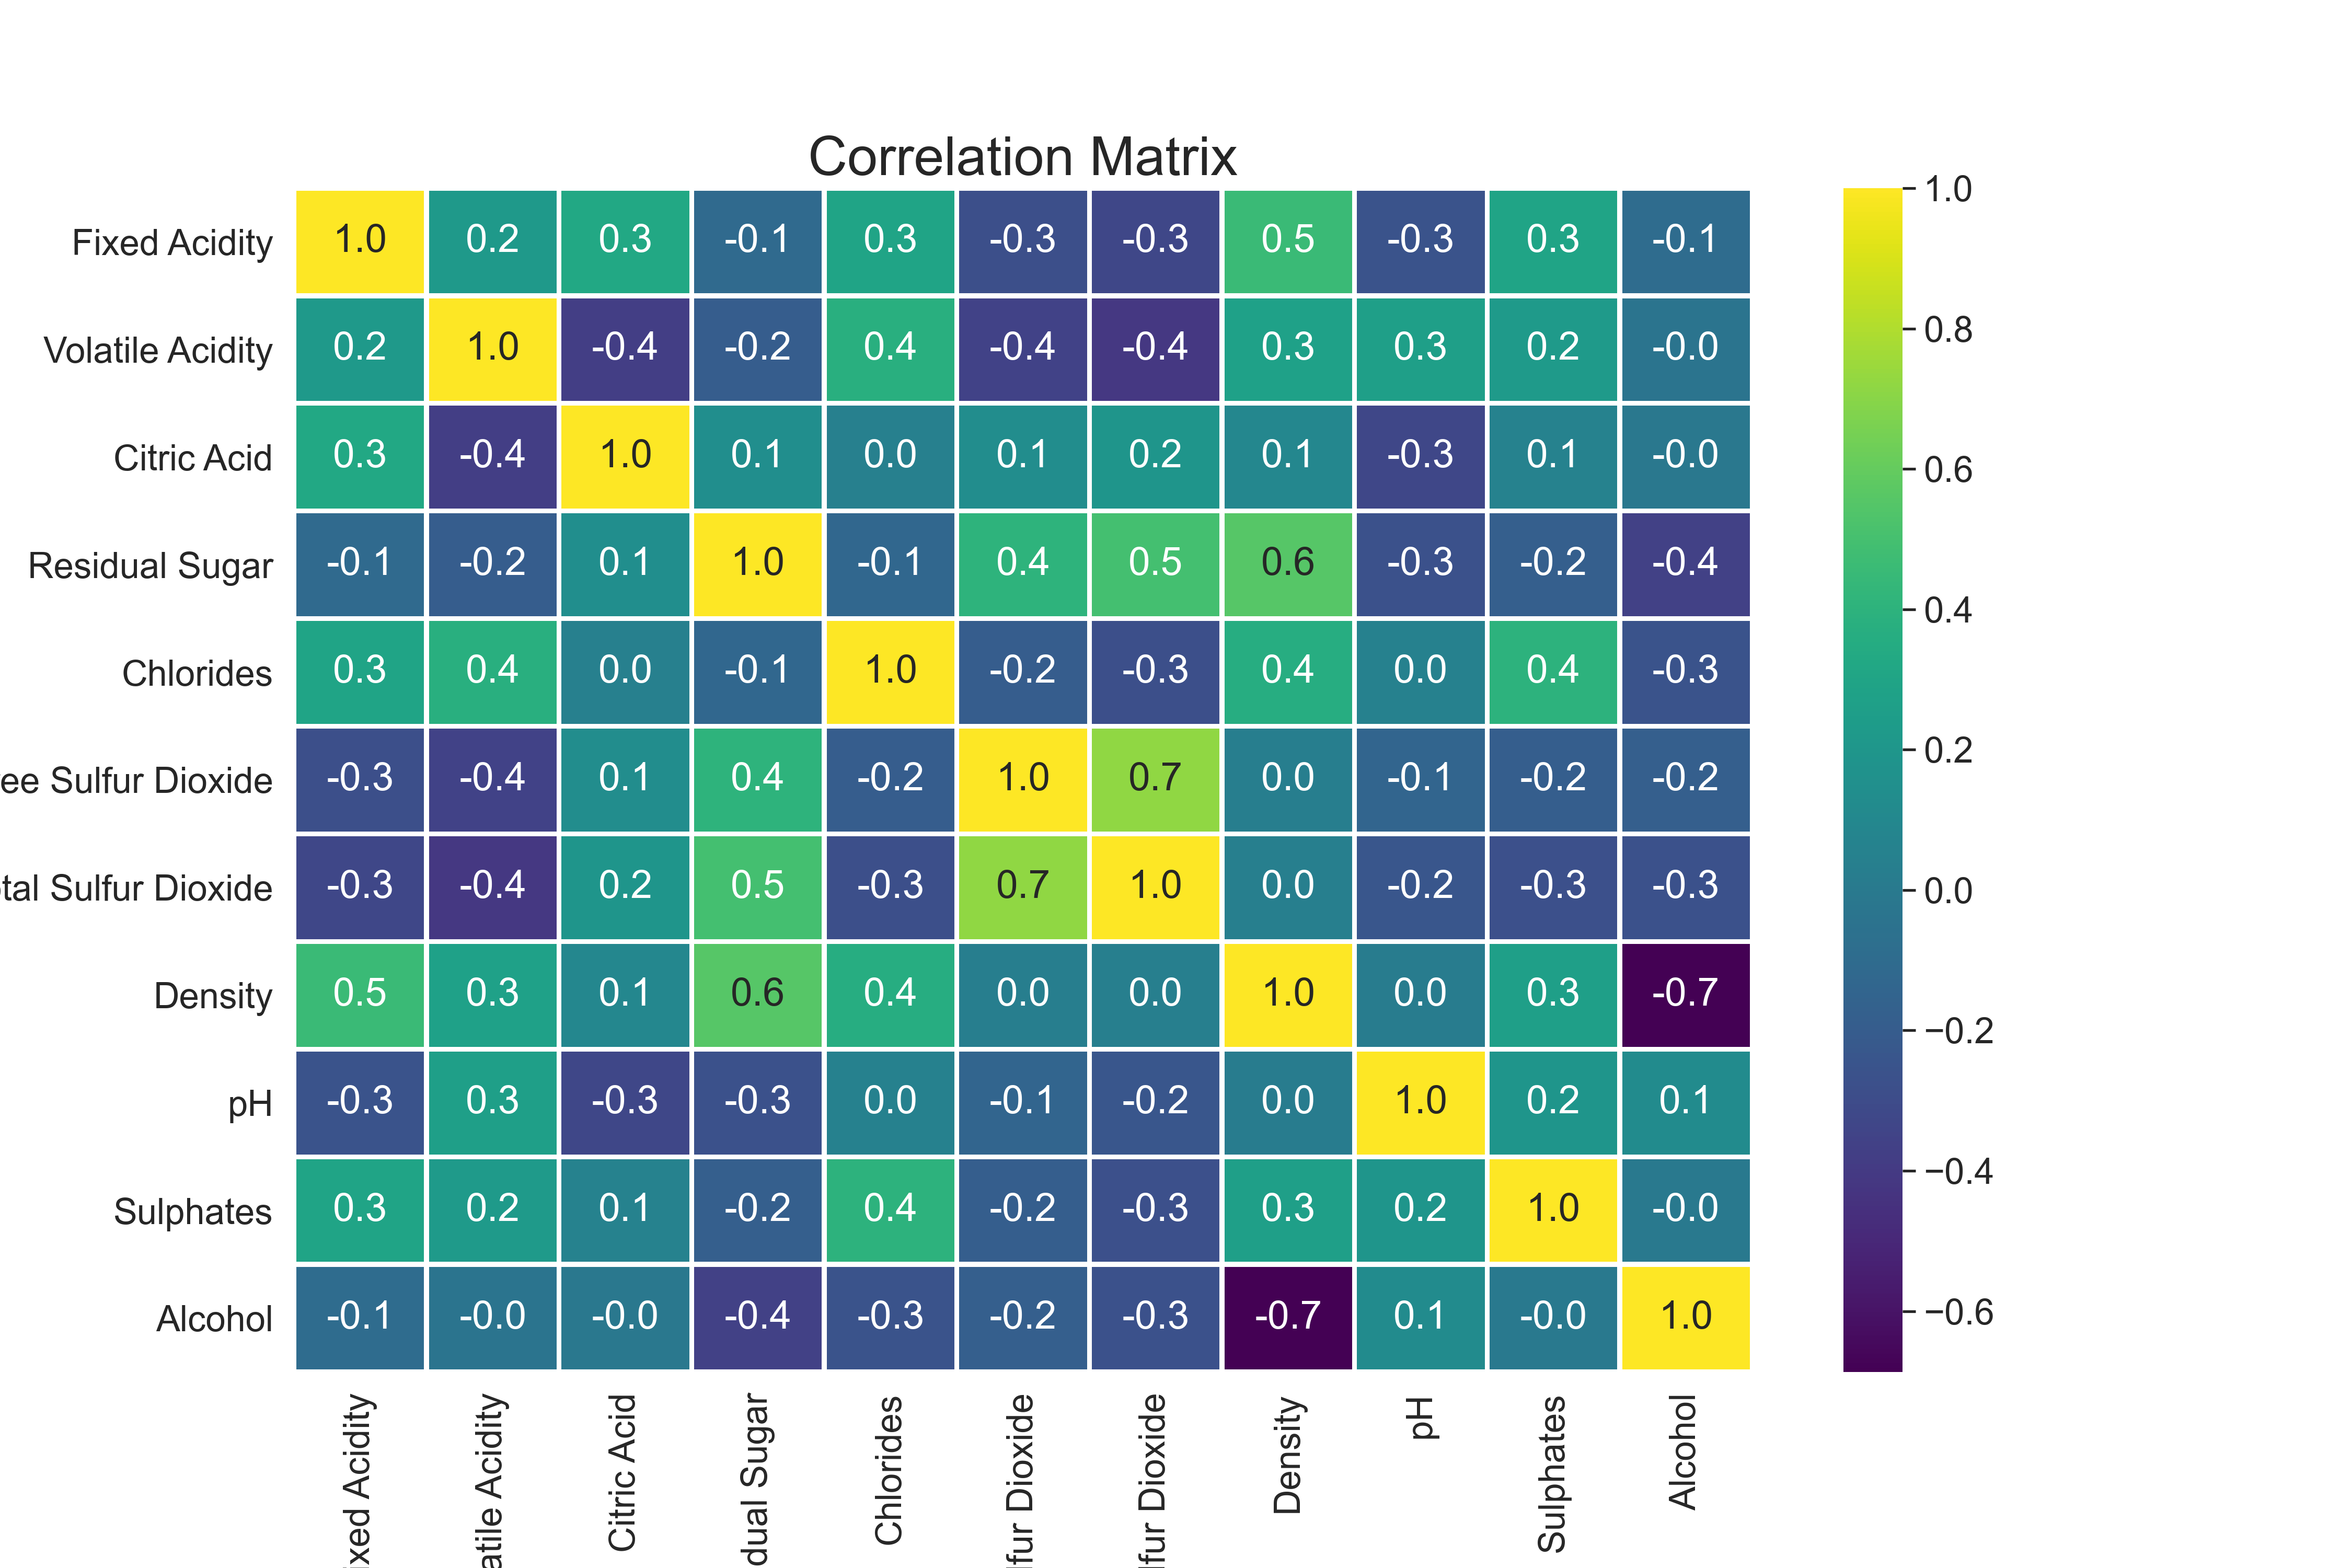 Correlation Matrix
Fixed Acidity 1.0 0.2 0.3 -0.1 0.3 -0.3 -0.3 0.5 -0.3 0.3 -0.1
Volatile Acidity 0.2 1.0 -0.4 -0.2 0.4 -0.4 -0.4 0.3 0.3 0.2 -0.0
Citric Acid 0.3 -0.4 1.0 0.1 0.0 0.1 0.2 0.1 -0.3 0.1 -0.0
Residual Sugar -0.1 -0.2 0.1 1.0 -0.1 0.4 0.5 0.6 -0.3 -0.2 -0.4
Chlorides 0.3 0.4 0.0 -0.1 1.0 -0.2 -0.3 0.4 0.0 0.4 -0.3
ee Sulfur Dioxide -0.3 -0.4 0.1 0.4 -0.2 1.0 0.7 0.0 -0.1 -0.2 -0.2
tal Sulfur Dioxide -0.3 -0.4 0.2 0.5 -0.3 0.7 1.0 0.0 -0.2 -0.3 -0.3
Density 0.5 0.3 0.1 0.6 0.4 0.0 0.0 1.0 0.0 0.3 -0.7
pH -0.3 0.3 -0.3 -0.3 0.0 -0.1 -0.2 0.0 1.0 0.2 0.1
Sulphates 0.3 0.2 0.1 -0.2 0.4 -0.2 -0.3 0.3 0.2 1.0 -0.0
Alcohol -0.1 -0.0 -0.0 -0.4 -0.3 -0.2 -0.3 -0.7 0.1 -0.0 1.0
ixed Acidity
atile Acidity
Citric Acid
dual Sugar
Chlorides
lfur Dioxide
lfur Dioxide
Density
pH
Sulphates
Alcohol
1.0
0.8
0.6
0.4
0.2
0.0
−0.2
−0.4
−0.6